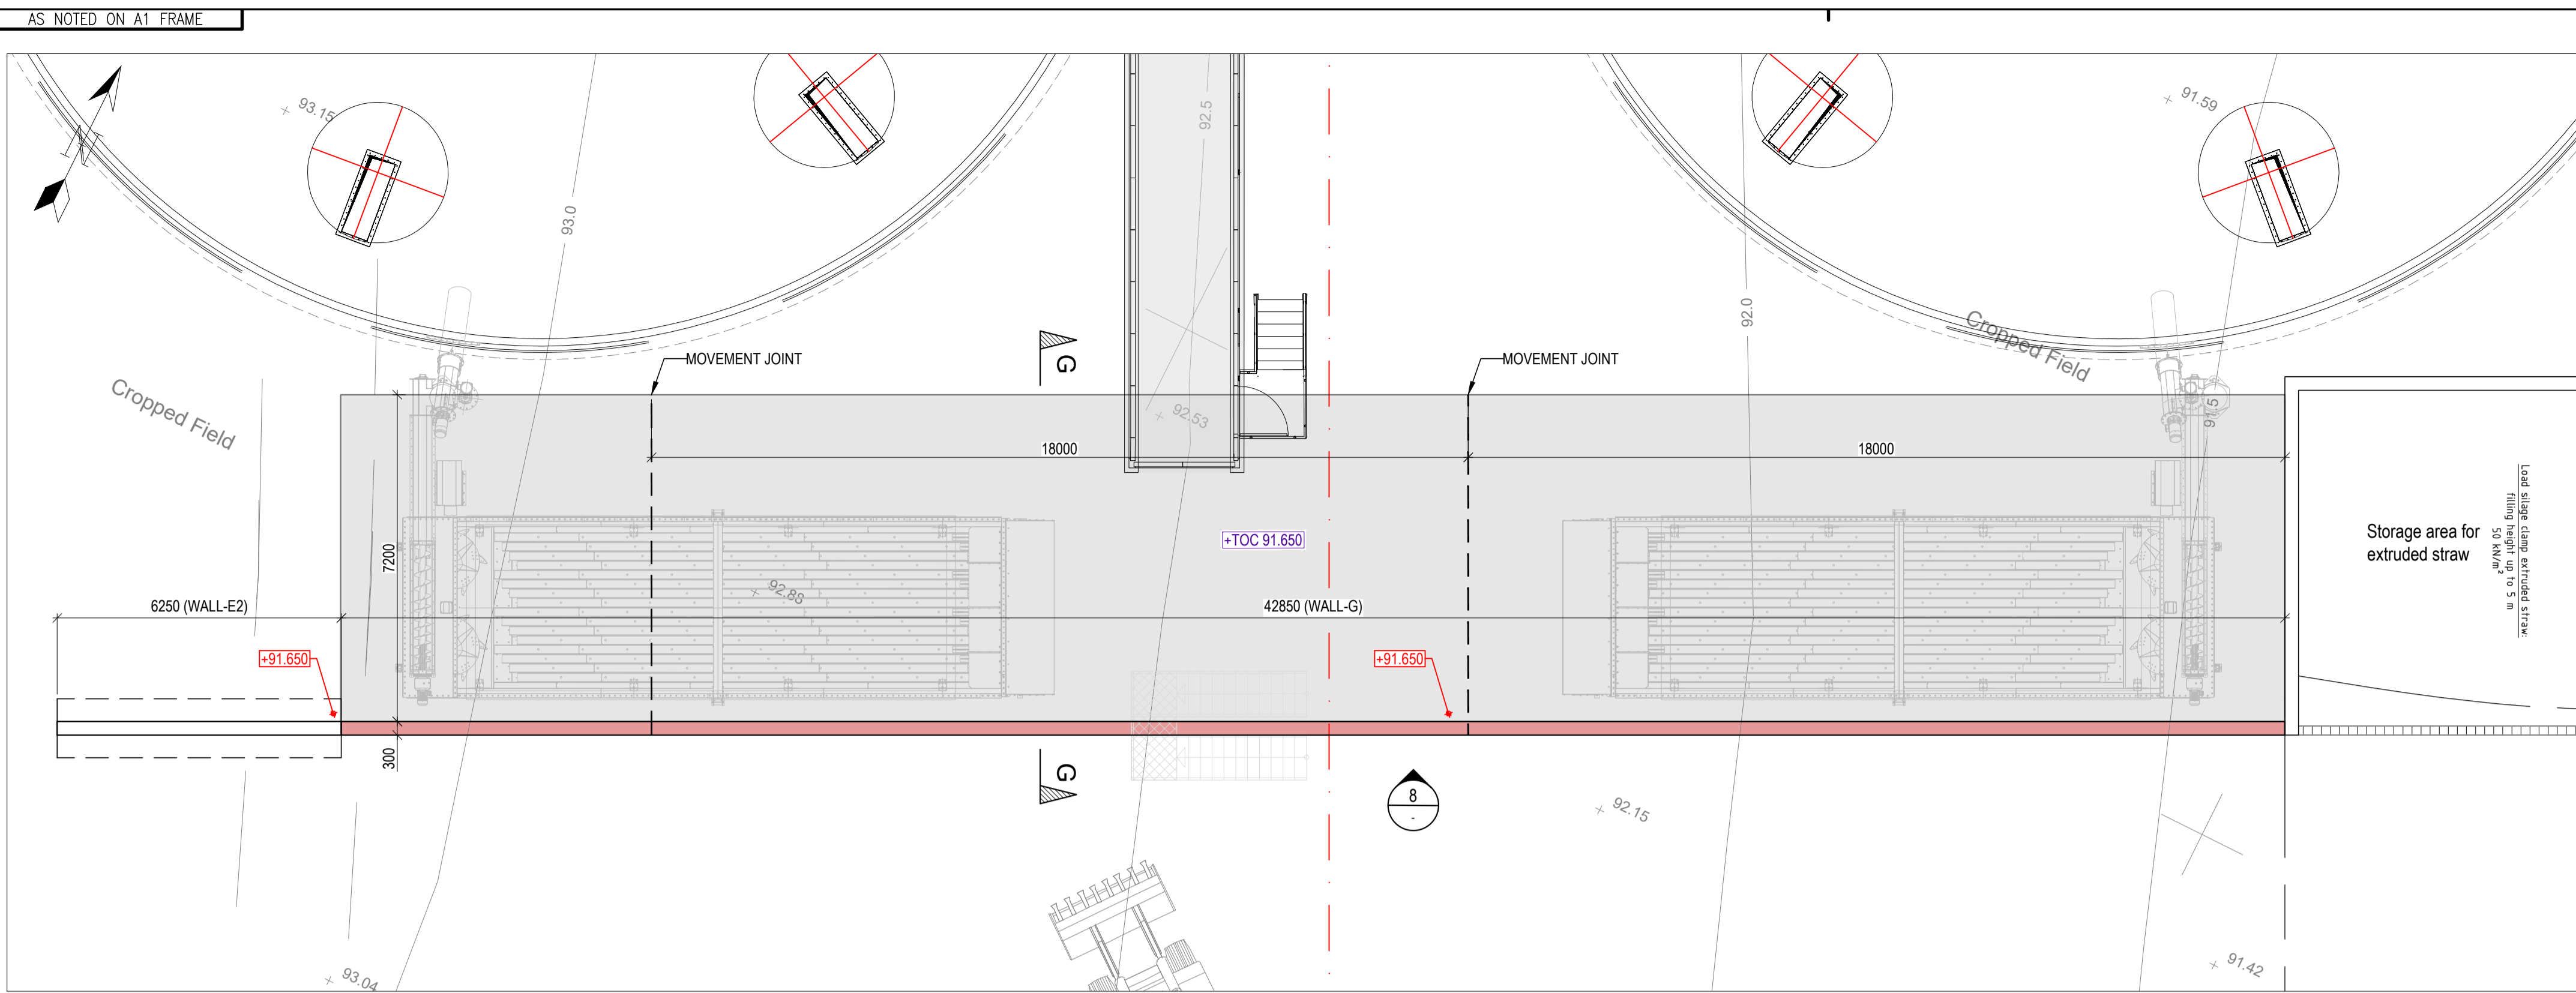 AS NOTED ON A1 FRAME
93.15
92.5
91.59
93.0
92.0
Cropped Field
G
MOVEMENT JOINT
MOVEMENT JOINT
Cropped Field
92.53
91.5
18000
18000
7200
+TOC 91.650
Storage area for
extruded straw
Load silage clamp extruded straw:
filling height up to 5 m
50 kN/m²
92.88
6250 (WALL-E2)
42850 (WALL-G)
+91.650
+91.650
300
G
8
-
92.15
93.04
91.42